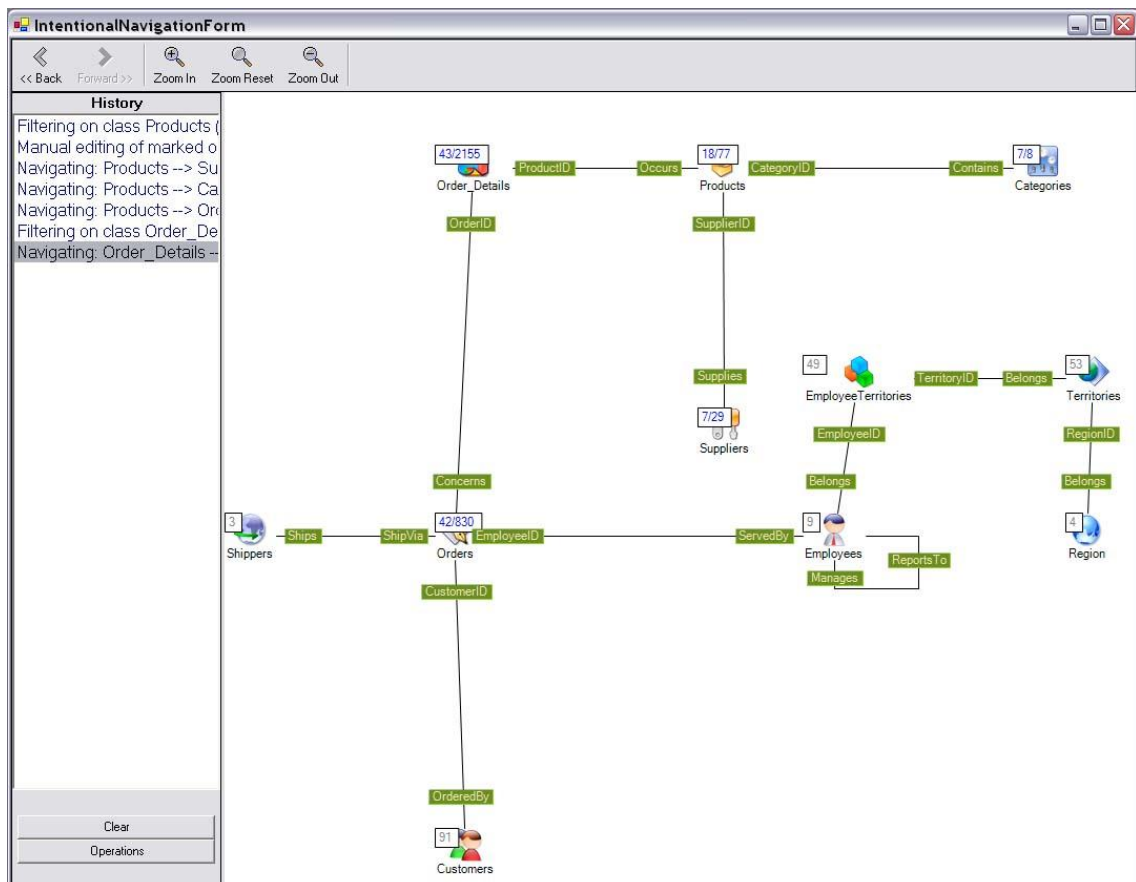 IntentionalNavigationForm
<< Back
Forward >>
Zoom In
Zoom Reset
Zoom Out
History
Filtering on class Products (
Manual editing of marked o
Navigating: Products --> Su
Navigating: Products --> Ca
Navigating: Products --> Ord
Filtering on class Order_De
Navigating: Order_Details --
Clear
Operations
43/2155
Order_Details
ProductID
Occurs
18/77
Products
CategoryID
Contains
7/8
Categories
OrderID
SupplierID
Supplies
7/29
Suppliers
49
EmployeeTerritories
TerritoryID
Belongs
53
Territories
EmployeeID
RegionID
Belongs
Belongs
Concerns
3
Shippers
Ships
ShipVia
42/830
Orders
EmployeeID
ServedBy
9
Employees
ReportsTo
Manages
4
Region
CustomerID
OrderedBy
91
Customers